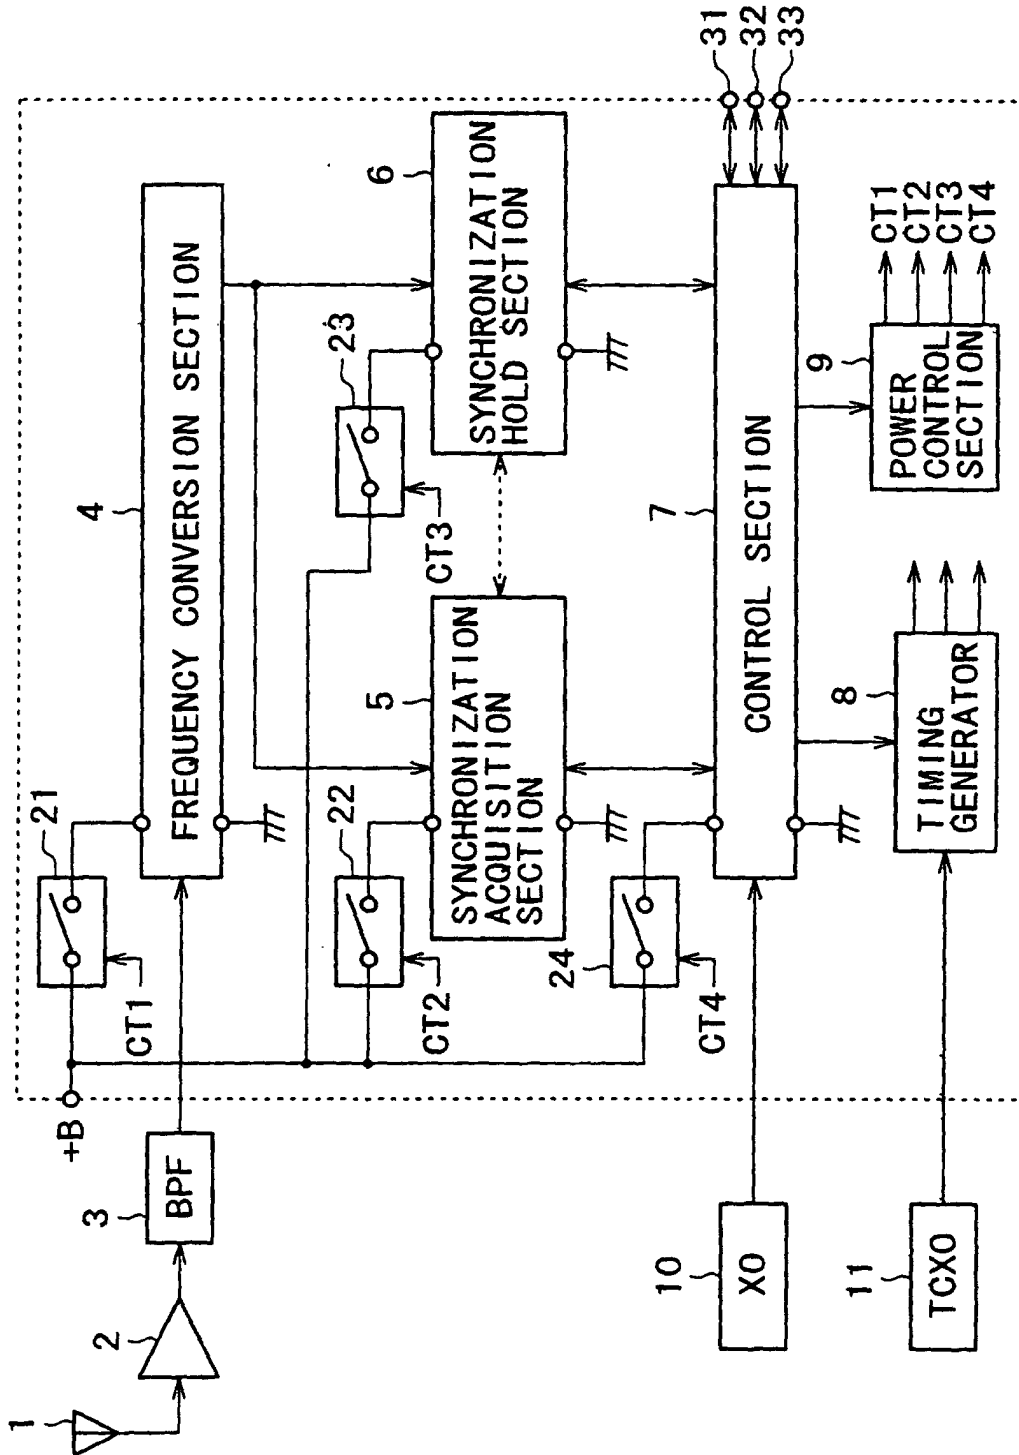 1
2
3
BPF
+B
21
CT1
4
FREQUENCY CONVERSION SECTION
22
CT2
23
CT3
5
SYNCHRONIZATION
ACQUISITION
SECTION
6
SYNCHRONIZATION
HOLD SECTION
24
CT4
7
CONTROL SECTION
31
32
33
10
XO
11
TCXO
8
TIMING
GENERATOR
9
POWER
CONTROL
SECTION
CT1
CT2
CT3
CT4